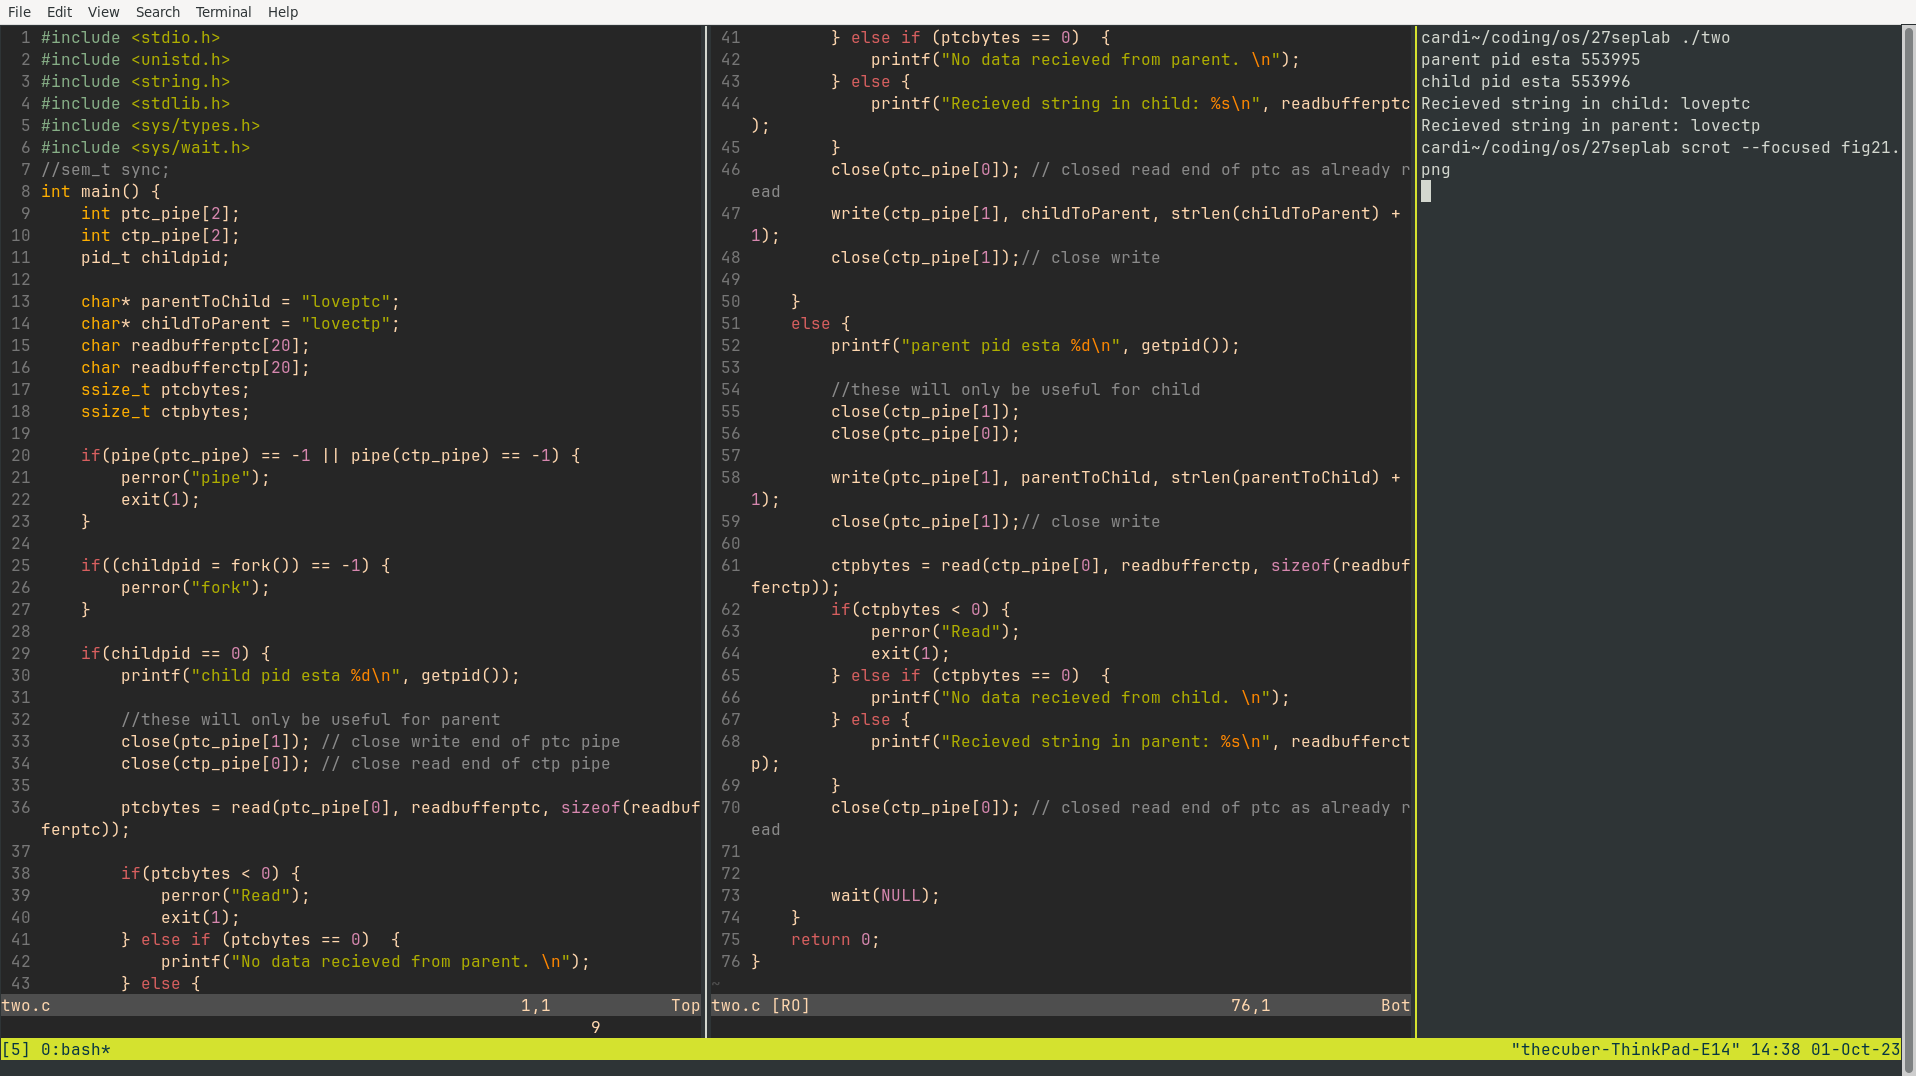 File Edit View Search Terminal Help
1 #include <stdio.h>
2 #include <unistd.h>
3 #include <string.h>
4 #include <stdlib.h>
5 #include <sys/types.h>
6 #include <sys/wait.h>
7 //sem_t sync;
8 int main() {
9     int ptc_pipe[2];
10     int ctp_pipe[2];
11     pid_t childpid;
12
13     char* parentToChild = "loveptc";
14     char* childToParent = "lovectp";
15     char readbufferptc[20];
16     char readbufferctp[20];
17     ssize_t ptcbytes;
18     ssize_t ctpbytes;
19
20     if(pipe(ptc_pipe) == -1 || pipe(ctp_pipe) == -1) {
21         perror("pipe");
22         exit(1);
23     }
24
25     if((childpid = fork()) == -1) {
26         perror("fork");
27     }
28
29     if(childpid == 0) {
30         printf("child pid esta %d\n", getpid());
31
32         //these will only be useful for parent
33         close(ptc_pipe[1]); // close write end of ptc pipe
34         close(ctp_pipe[0]); // close read end of ctp pipe
35
36         ptcbytes = read(ptc_pipe[0], readbufferptc, sizeof(readbuf
ferptc));
37
38         if(ptcbytes < 0) {
39             perror("Read");
40             exit(1);
41         } else if (ptcbytes == 0)  {
42             printf("No data recieved from parent. \n");
43         } else {
two.c 1,1 Top
9
41         } else if (ptcbytes == 0)  {
42             printf("No data recieved from parent. \n");
43         } else {
44             printf("Recieved string in child: %s\n", readbufferptc
);
45         }
46         close(ptc_pipe[0]); // closed read end of ptc as already r
ead
47         write(ctp_pipe[1], childToParent, strlen(childToParent) +
1);
48         close(ctp_pipe[1]);// close write
49
50     }
51     else {
52         printf("parent pid esta %d\n", getpid());
53
54         //these will only be useful for child
55         close(ctp_pipe[1]);
56         close(ptc_pipe[0]);
57
58         write(ptc_pipe[1], parentToChild, strlen(parentToChild) +
1);
59         close(ptc_pipe[1]);// close write
60
61         ctpbytes = read(ctp_pipe[0], readbufferctp, sizeof(readbuf
ferctp));
62         if(ctpbytes < 0) {
63             perror("Read");
64             exit(1);
65         } else if (ctpbytes == 0)  {
66             printf("No data recieved from child. \n");
67         } else {
68             printf("Recieved string in parent: %s\n", readbufferct
p);
69         }
70         close(ctp_pipe[0]); // closed read end of ptc as already r
ead
71
72
73         wait(NULL);
74     }
75     return 0;
76 }
~
two.c [RO] 76,1 Bot
cardi~/coding/os/27seplab ./two
parent pid esta 553995
child pid esta 553996
Recieved string in child: loveptc
Recieved string in parent: lovectp
cardi~/coding/os/27seplab scrot --focused fig21.
png
[5] 0:bash* "thecuber-ThinkPad-E14" 14:38 01-Oct-23